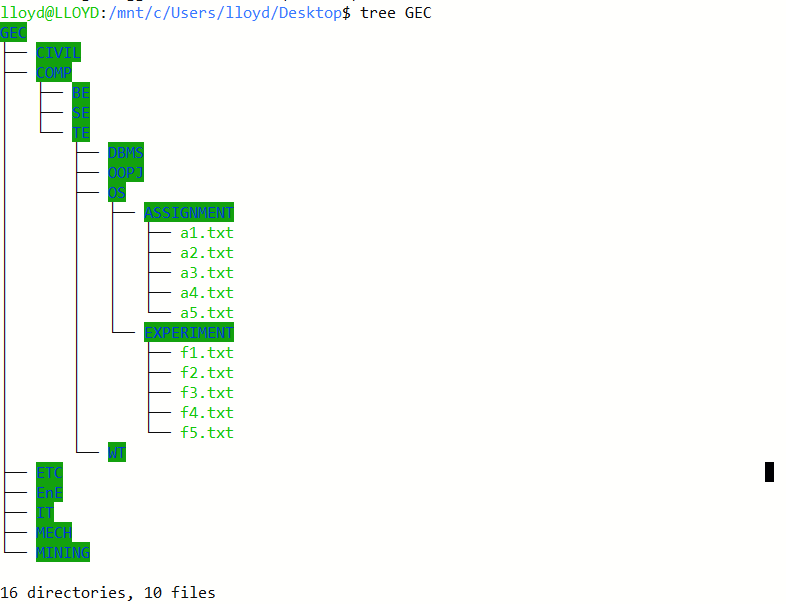 lloyd@LLOYD:/mnt/c/Users/lloyd/Desktop$ tree GEC
GEC
├── CIVIL
├── COMP
│   ├── BE
│   ├── SE
│   └── TE
│       ├── DBMS
│       ├── OOPJ
│       ├── OS
│       │   ├── ASSIGNMENT
│       │   │   ├── a1.txt
│       │   │   ├── a2.txt
│       │   │   ├── a3.txt
│       │   │   ├── a4.txt
│       │   │   └── a5.txt
│       │   └── EXPERIMENT
│       │       ├── f1.txt
│       │       ├── f2.txt
│       │       ├── f3.txt
│       │       ├── f4.txt
│       │       └── f5.txt
│       └── WT
├── ETC
├── EnE
├── IT
├── MECH
└── MINING
16 directories, 10 files